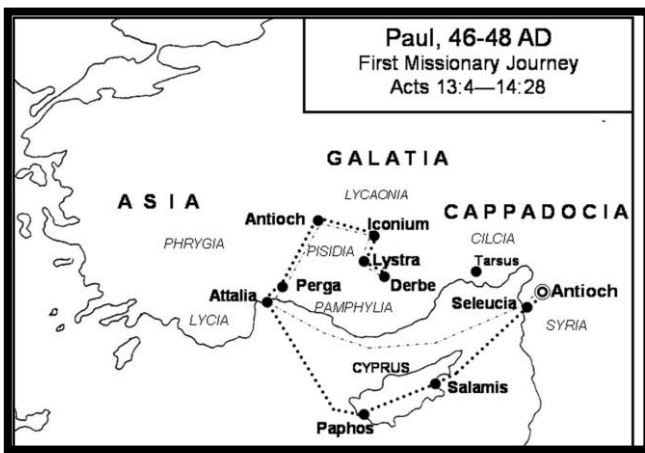 Paul, 46-48 AD
First Missionary Journey
Acts 13:4—14:28
GALATIA
LYCAONIA
ASIA
CAPPADOCIA
Antioch
Iconium
PHRYGIA
PISIDIA
CILCIA
Lystra
Tarsus
Perga
Derbe
Attalia
PAMPHYLIA
Seleucia
Antioch
LYCIA
SYRIA
CYPRUS
Salamis
Paphos